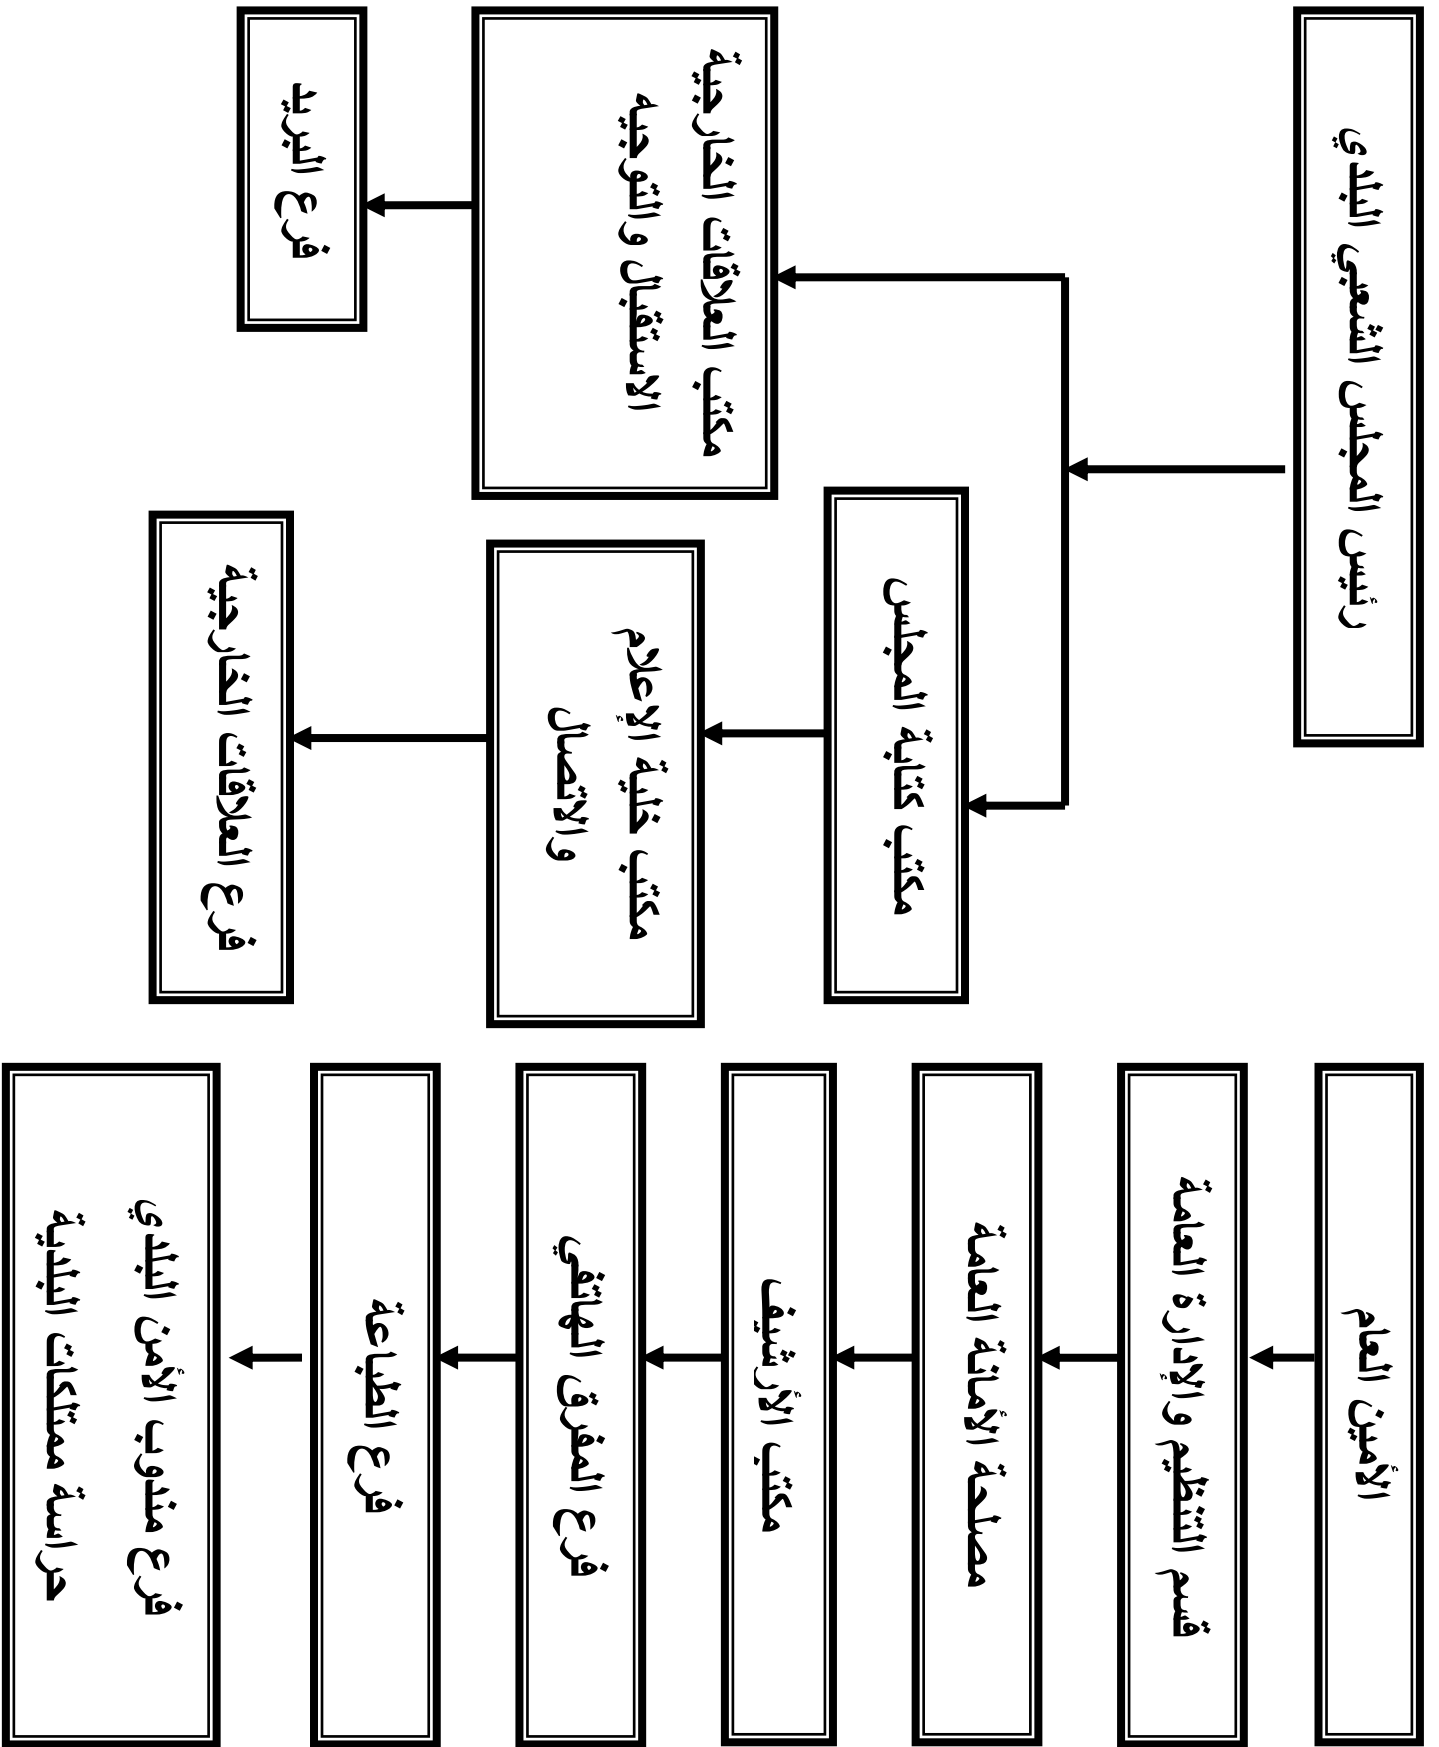 رئيس المجلس الشعبي البلدي
مكتب كتابة المجلس
مكتب العلاقات الخارجية
الاستقبال والتوجية
مكتب خلية الإعلام
والاتصال
فرع البريد
فرع العلاقات الخارجية
الأمين العام
قسم التنظيم والإدارة العامة
مصلحة الأمانة العامة
مكتب الأرشيف
فرع المفرق الهاتفي
فرع الطباعة
فرع مندوب الأمن البلدي
حراسة ممتلكات البلدية